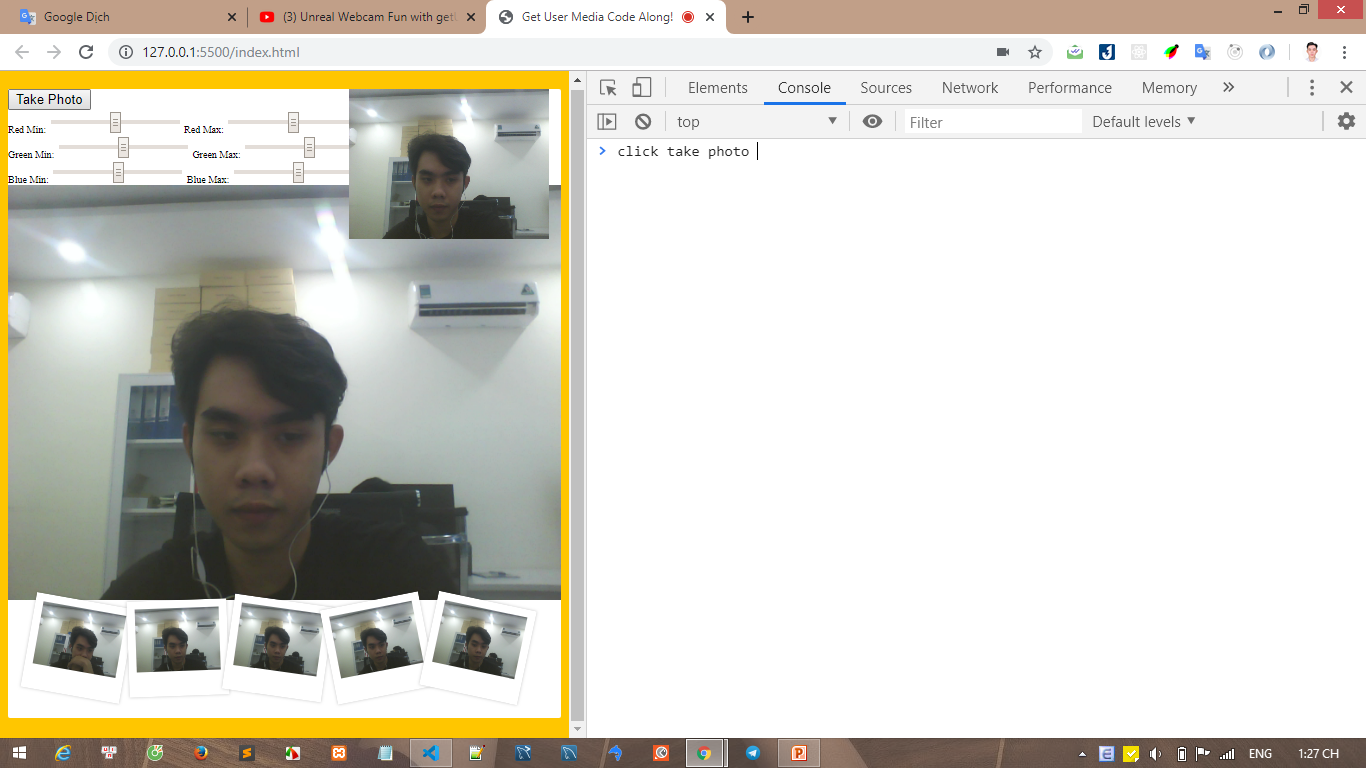 Google Dịch
(3) Unreal Webcam Fun with getU
Get User Media Code Along!
127.0.0.1:5500/index.html
Take Photo
Red Min:
Red Max:
Green Min:
Green Max:
Blue Min:
Blue Max:
Elements
Console
Sources
Network
Performance
Memory
top
Filter
Default levels
click take photo
ENG
1:27 CH